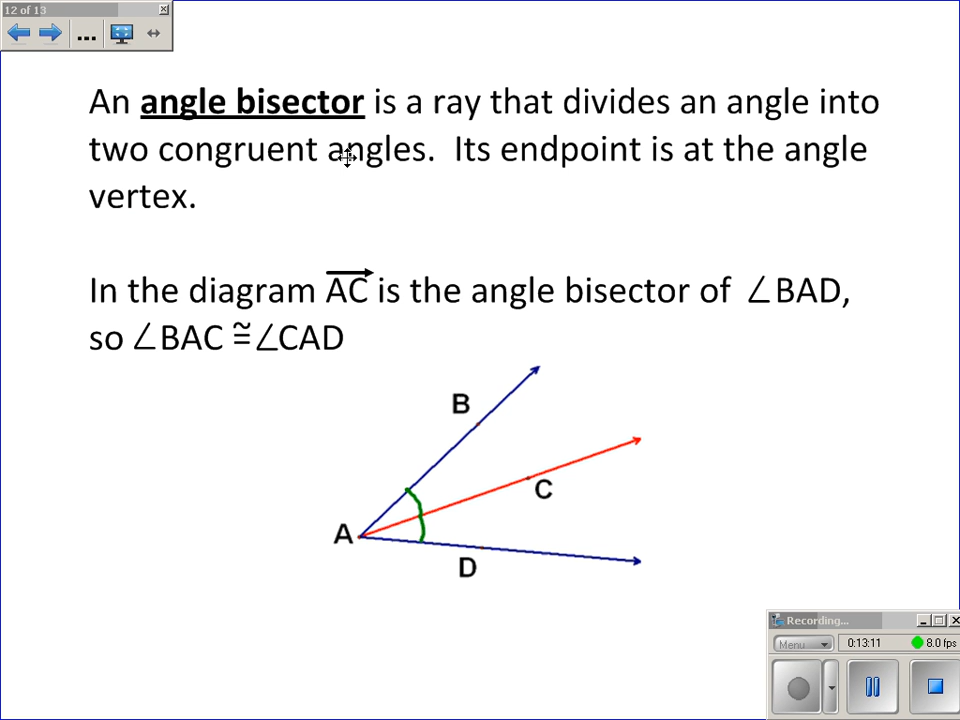 12 of 13
...
An angle bisector is a ray that divides an angle into
two congruent angles. Its endpoint is at the angle
vertex.
In the diagram AC is the angle bisector of ∠BAD,
so ∠BAC ≅ ∠CAD
B
C
A
D
Recording...
Menu 0:13:11 8.0 fps